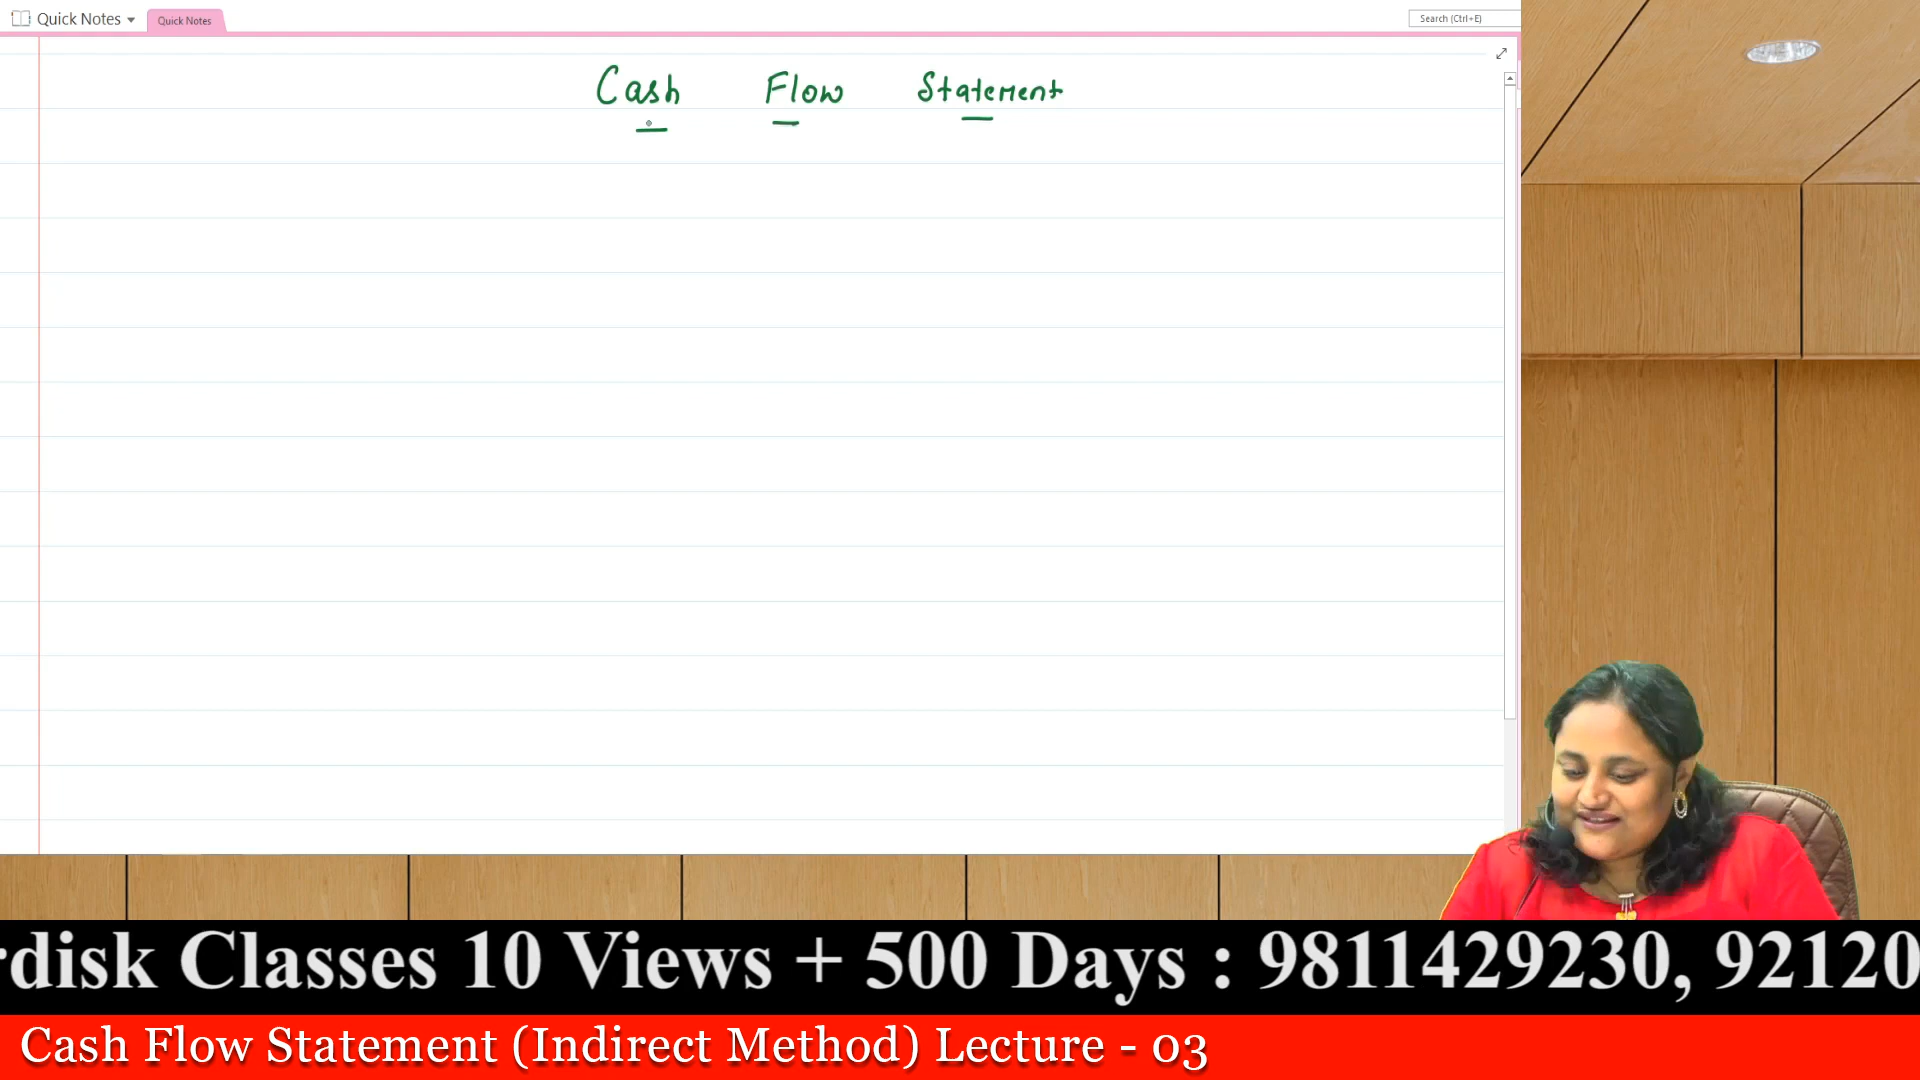 Quick Notes
Quick Notes
Search (Ctrl+E)
Cash Flow Statement
rdisk Classes 10 Views + 500 Days : 9811429230, 92120
Cash Flow Statement (Indirect Method) Lecture - 03